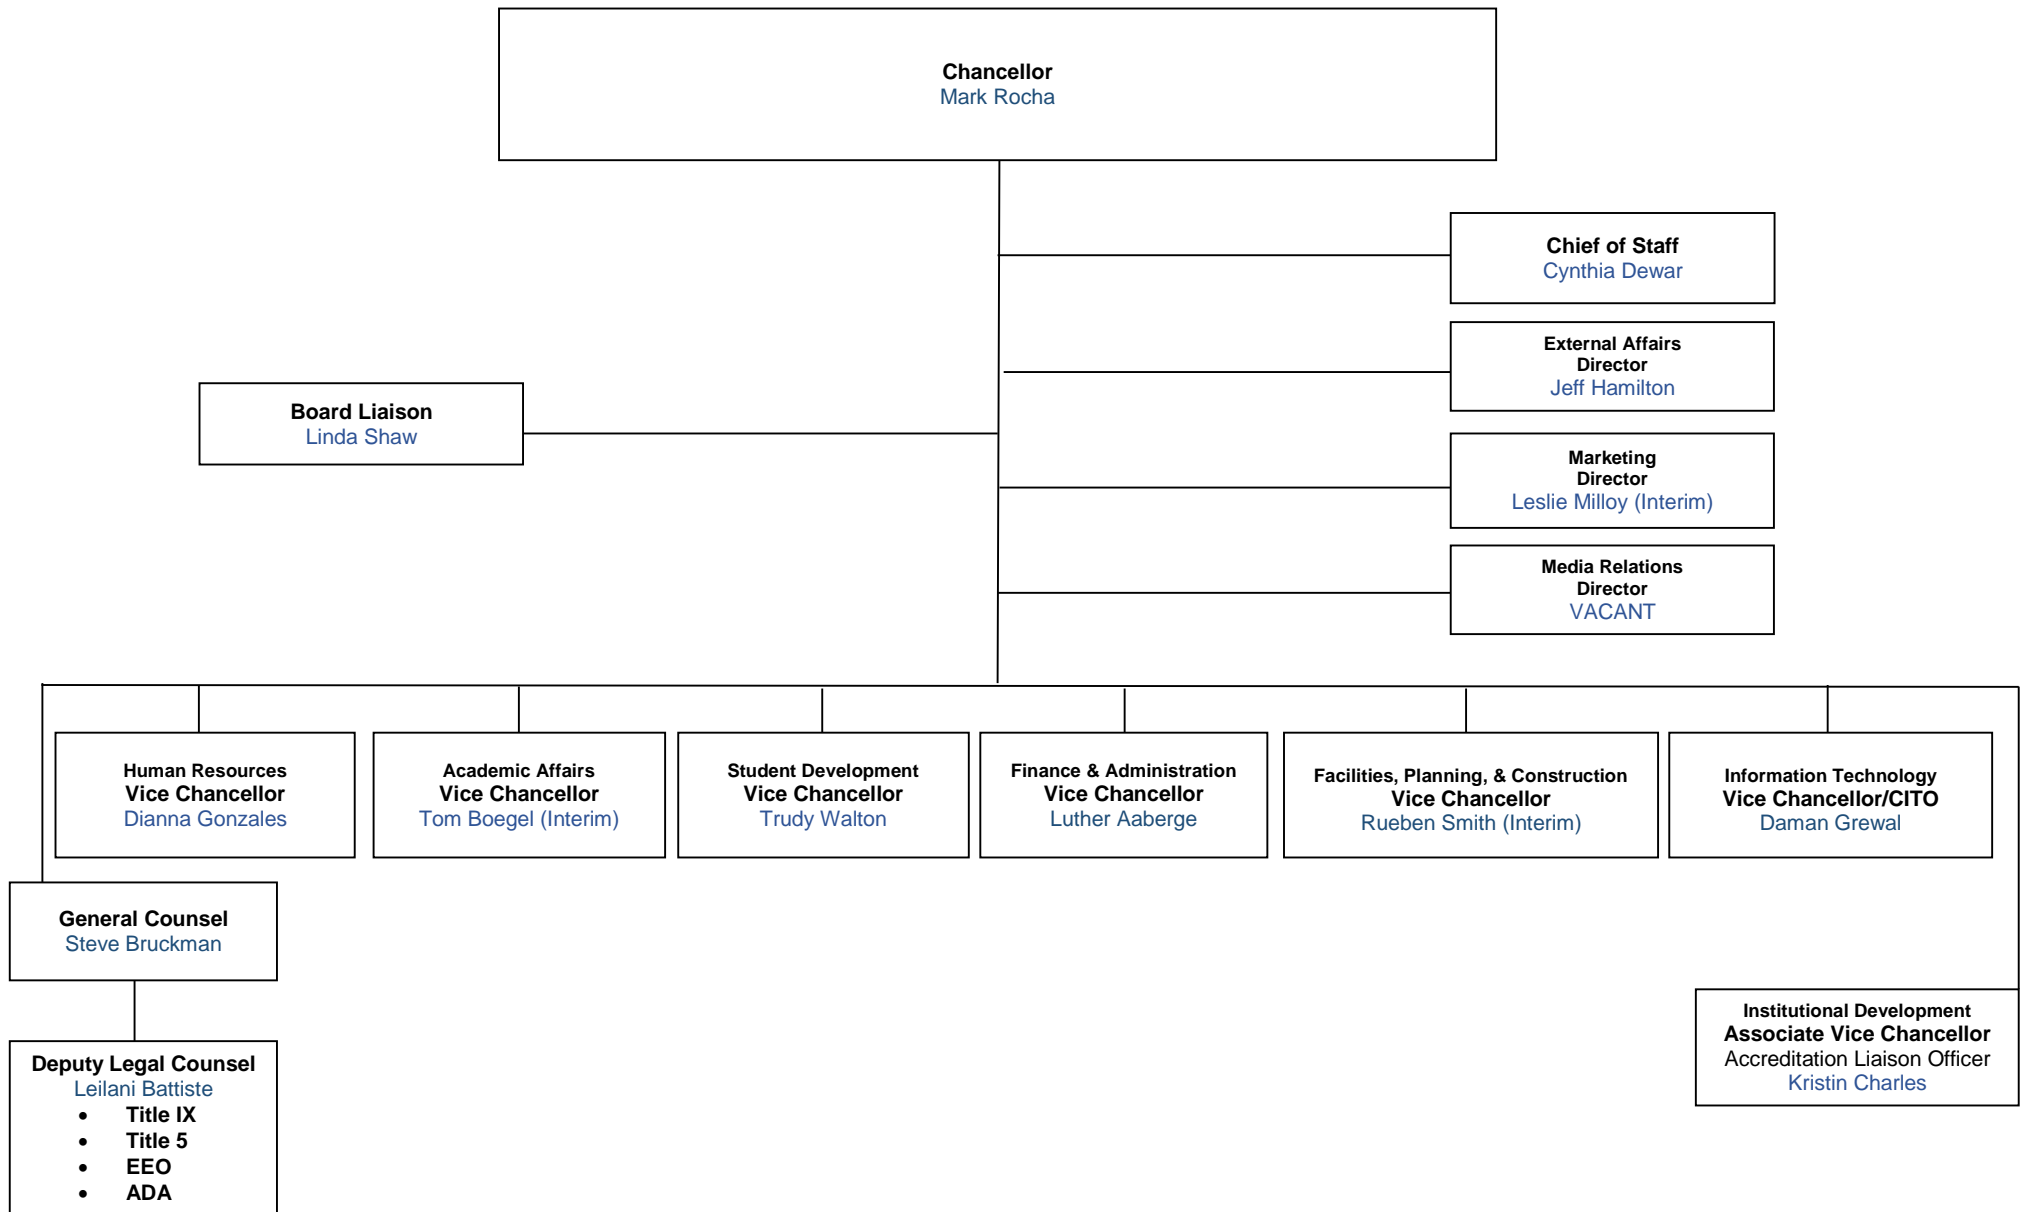 Chancellor
Mark Rocha
Chief of Staff
Cynthia Dewar
External Affairs
Director
Jeff Hamilton
Board Liaison
Linda Shaw
Marketing
Director
Leslie Milloy (Interim)
Media Relations
Director
VACANT
Human Resources
Vice Chancellor
Dianna Gonzales
Academic Affairs
Vice Chancellor
Tom Boegel (Interim)
Student Development
Vice Chancellor
Trudy Walton
Finance & Administration
Vice Chancellor
Luther Aaberge
Facilities, Planning, & Construction
Vice Chancellor
Rueben Smith (Interim)
Information Technology
Vice Chancellor/CITO
Daman Grewal
General Counsel
Steve Bruckman
Deputy Legal Counsel
Leilani Battiste
• Title IX
• Title 5
• EEO
• ADA
Institutional Development
Associate Vice Chancellor
Accreditation Liaison Officer
Kristin Charles